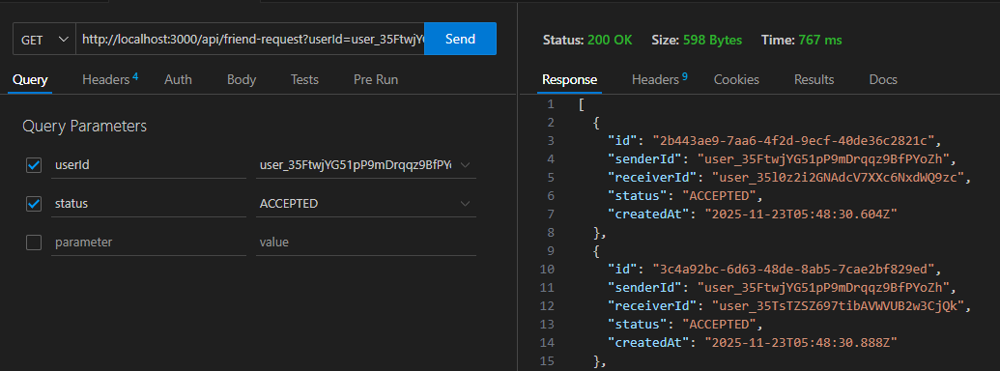 GET
http://localhost:3000/api/friend-request?userId=user_35FtwjY
Send
Query
Headers 4
Auth
Body
Tests
Pre Run
Query Parameters
userId
user_35FtwjYG51pP9mDrqqz9BfPY
status
ACCEPTED
parameter
value
Status: 200 OK Size: 598 Bytes Time: 767 ms
Response
Headers 9
Cookies
Results
Docs
1 [
2 {
3 "id": "2b443ae9-7aa6-4f2d-9ecf-40de36c2821c",
4 "senderId": "user_35FtwjYG51pP9mDrqqz9BfPYoZh",
5 "receiverId": "user_35l0z2i2GNAdcV7XXc6NxdWQ9zc",
6 "status": "ACCEPTED",
7 "createdAt": "2025-11-23T05:48:30.604Z"
8 },
9 {
10 "id": "3c4a92bc-6d63-48de-8ab5-7cae2bf829ed",
11 "senderId": "user_35FtwjYG51pP9mDrqqz9BfPYoZh",
12 "receiverId": "user_35TsTZSZ697tibAVWVUB2w3CjQk",
13 "status": "ACCEPTED",
14 "createdAt": "2025-11-23T05:48:30.888Z"
15 },